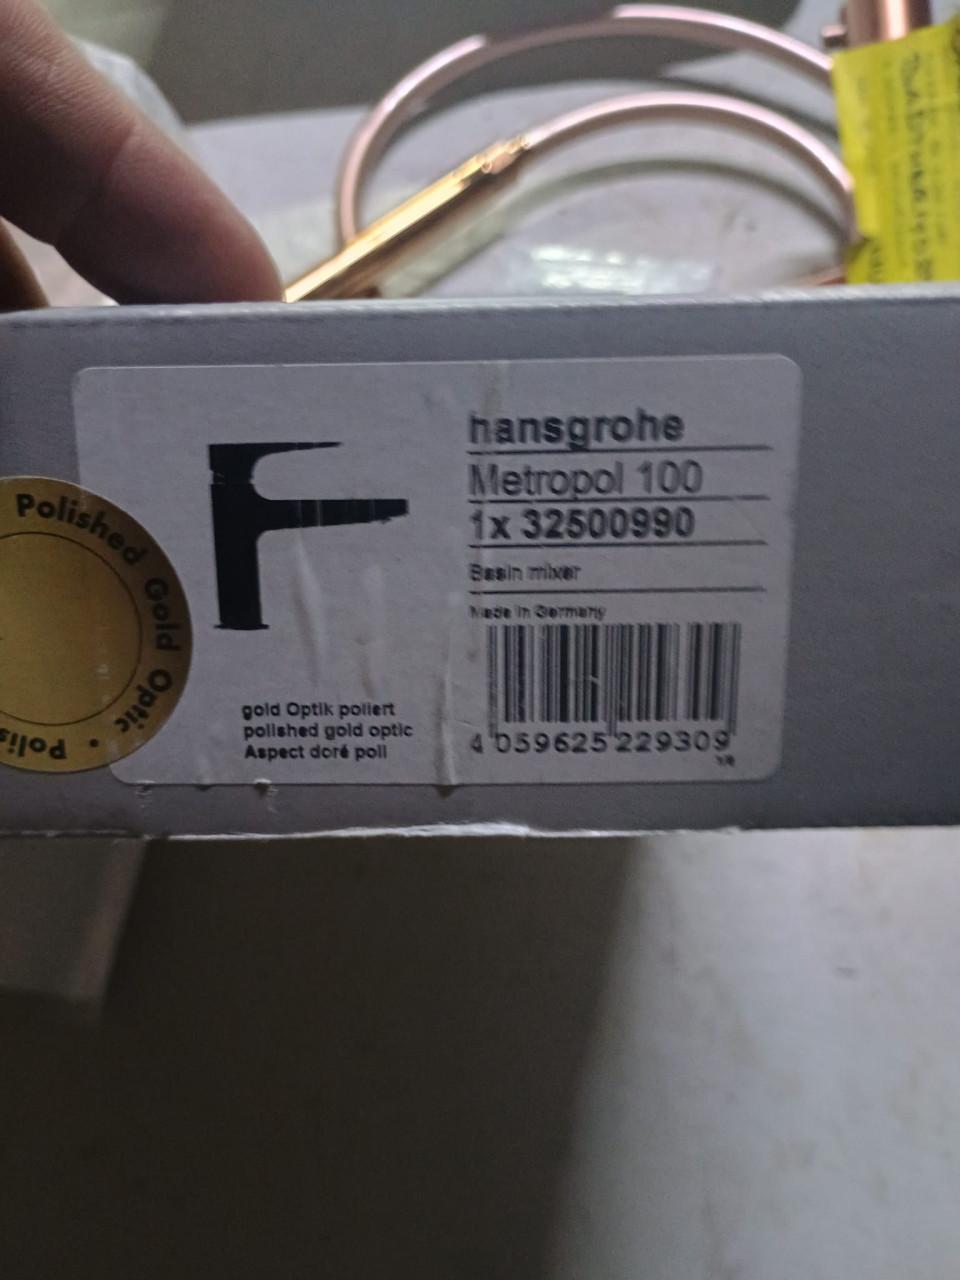 Polished Gold Optic • Polis
hansgrohe
Metropol 100
1x 32500990
Basin mixer
Made in Germany
gold Optik poliert
polished gold optic
Aspect doré poli
4 059625 229309